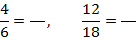 4/6 = —,    12/18 = —